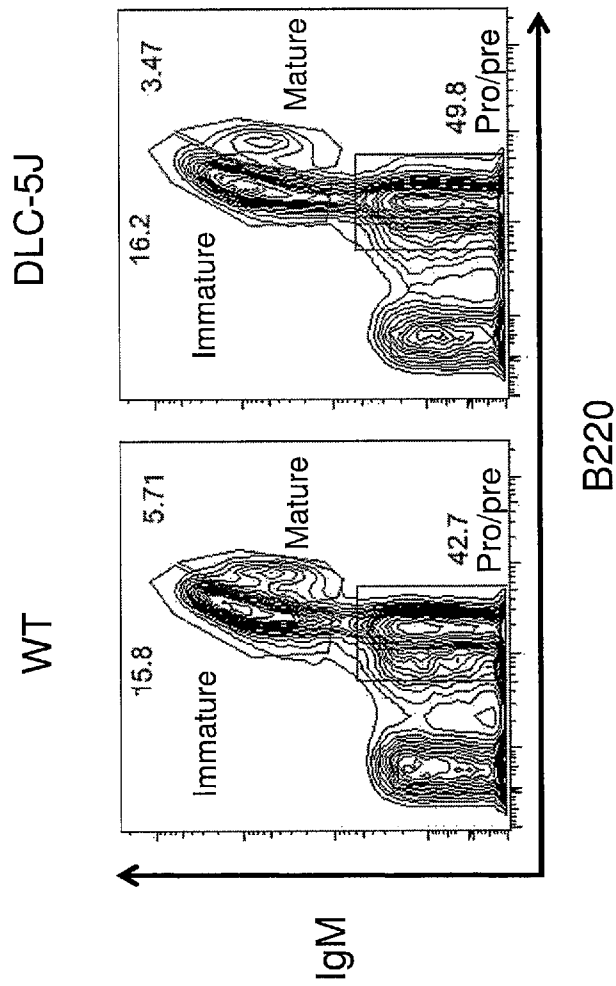 WT
DLC-5J
15.8
5.71
Immature
Mature
42.7
Pro/pre
16.2
3.47
Immature
Mature
49.8
Pro/pre
IgM
B220